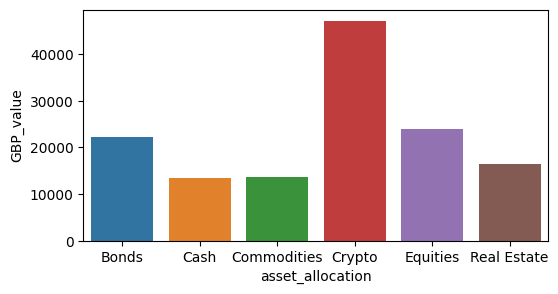 40000
30000
20000
10000
0
GBP_value
Bonds Cash Commodities Crypto Equities Real Estate
asset_allocation